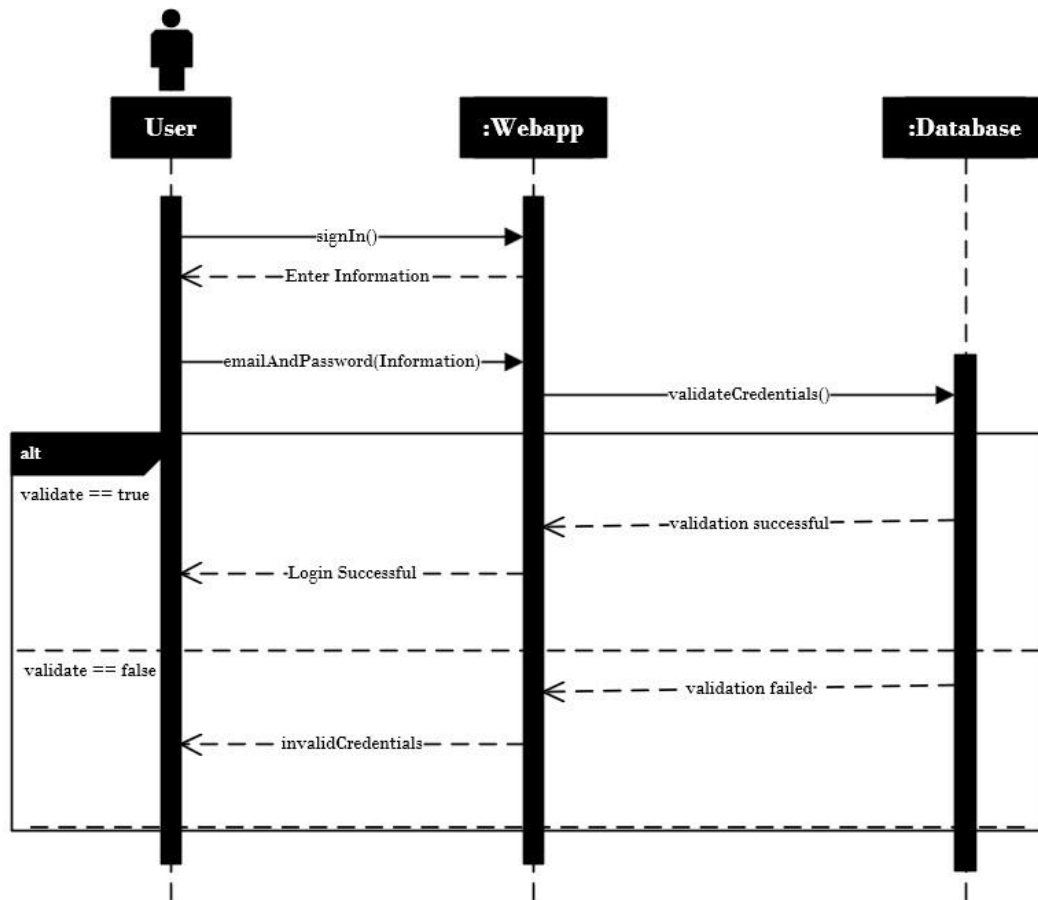 User
:Webapp
:Database
signIn()
Enter Information
emailAndPassword(Information)
validateCredentials()
alt
validate == true
validation successful
Login Successful
validate == false
validation failed
invalidCredentials